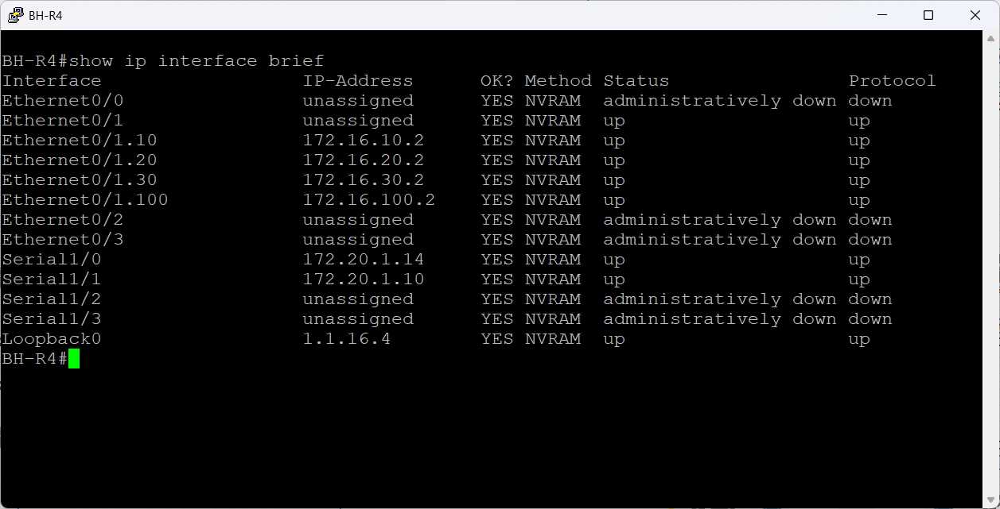 BH-R4
BH-R4#show ip interface brief
Interface                  IP-Address      OK? Method Status                Protocol
Ethernet0/0                unassigned      YES NVRAM  administratively down down
Ethernet0/1                unassigned      YES NVRAM  up                    up
Ethernet0/1.10             172.16.10.2     YES NVRAM  up                    up
Ethernet0/1.20             172.16.20.2     YES NVRAM  up                    up
Ethernet0/1.30             172.16.30.2     YES NVRAM  up                    up
Ethernet0/1.100            172.16.100.2    YES NVRAM  up                    up
Ethernet0/2                unassigned      YES NVRAM  administratively down down
Ethernet0/3                unassigned      YES NVRAM  administratively down down
Serial1/0                  172.20.1.14     YES NVRAM  up                    up
Serial1/1                  172.20.1.10     YES NVRAM  up                    up
Serial1/2                  unassigned      YES NVRAM  administratively down down
Serial1/3                  unassigned      YES NVRAM  administratively down down
Loopback0                  1.1.16.4        YES NVRAM  up                    up
BH-R4#